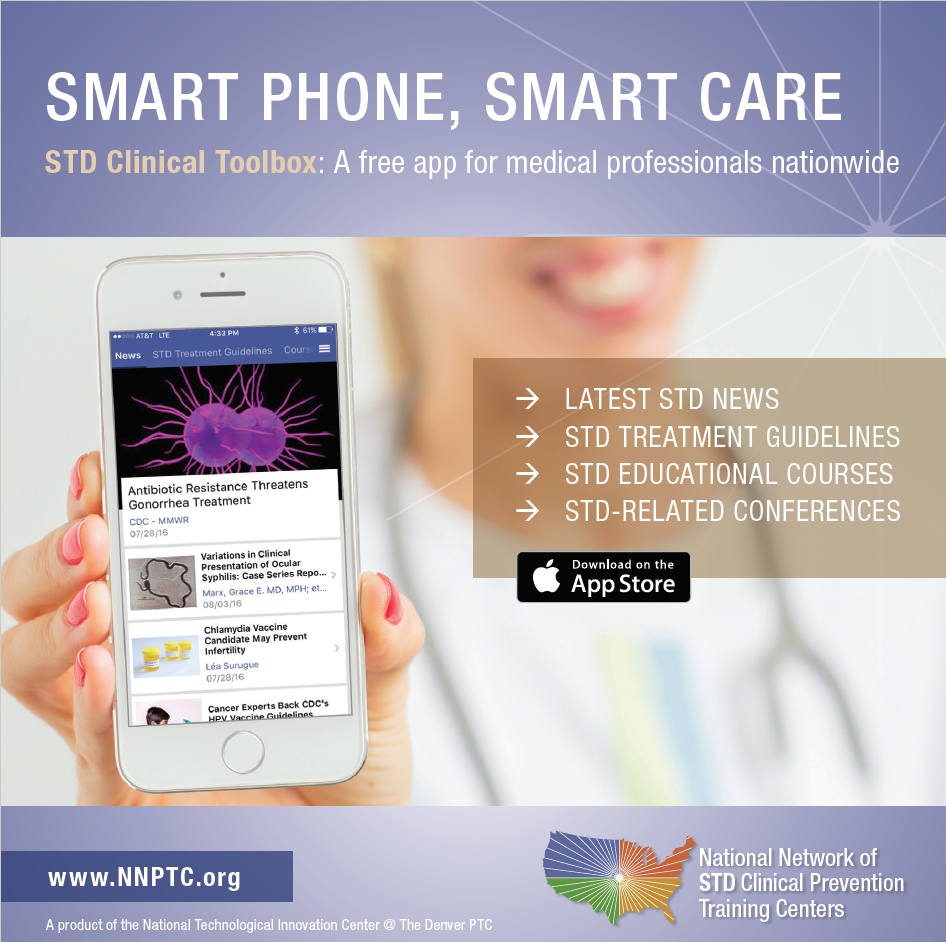 SMART PHONE, SMART CARE
STD Clinical Toolbox: A free app for medical professionals nationwide
AT&T LTE 4:33 PM 61%
News STD Treatment Guidelines Cour
Antibiotic Resistance Threatens
Gonorrhea Treatment
CDC - MMWR
07/28/16
Variations in Clinical
Presentation of Ocular
Syphilis: Case Series Repo...
Marx, Grace E. MD, MPH; et...
08/03/16
Chlamydia Vaccine
Candidate May Prevent
Infertility
Léa Surugue
07/28/16
Cancer Experts Back CDC's
HPV Vaccine Guidelines
→ LATEST STD NEWS
→ STD TREATMENT GUIDELINES
→ STD EDUCATIONAL COURSES
→ STD-RELATED CONFERENCES
Download on the
App Store
www.NNPTC.org
A product of the National Technological Innovation Center @ The Denver PTC
National Network of
STD Clinical Prevention
Training Centers